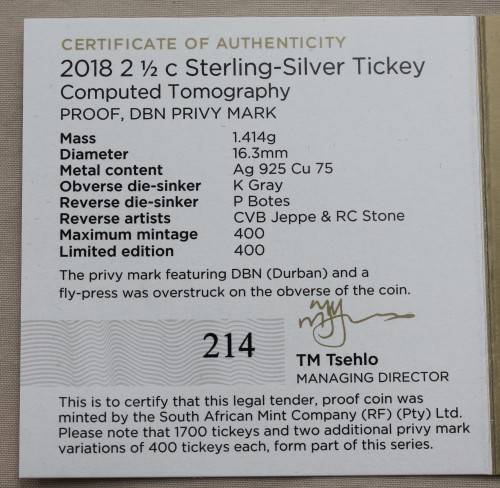 CERTIFICATE OF AUTHENTICITY
2018 2 ½ c Sterling-Silver Tickey
Computed Tomography
PROOF, DBN PRIVY MARK
Mass 1.414g
Diameter 16.3mm
Metal content Ag 925 Cu 75
Obverse die-sinker K Gray
Reverse die-sinker P Botes
Reverse artists CVB Jeppe & RC Stone
Maximum mintage 400
Limited edition 400
The privy mark featuring DBN (Durban) and a
fly-press was overstruck on the obverse of the coin.
214
TM Tsehlo
MANAGING DIRECTOR
This is to certify that this legal tender, proof coin was
minted by the South African Mint Company (RF) (Pty) Ltd.
Please note that 1700 tickeys and two additional privy mark
variations of 400 tickeys each, form part of this series.